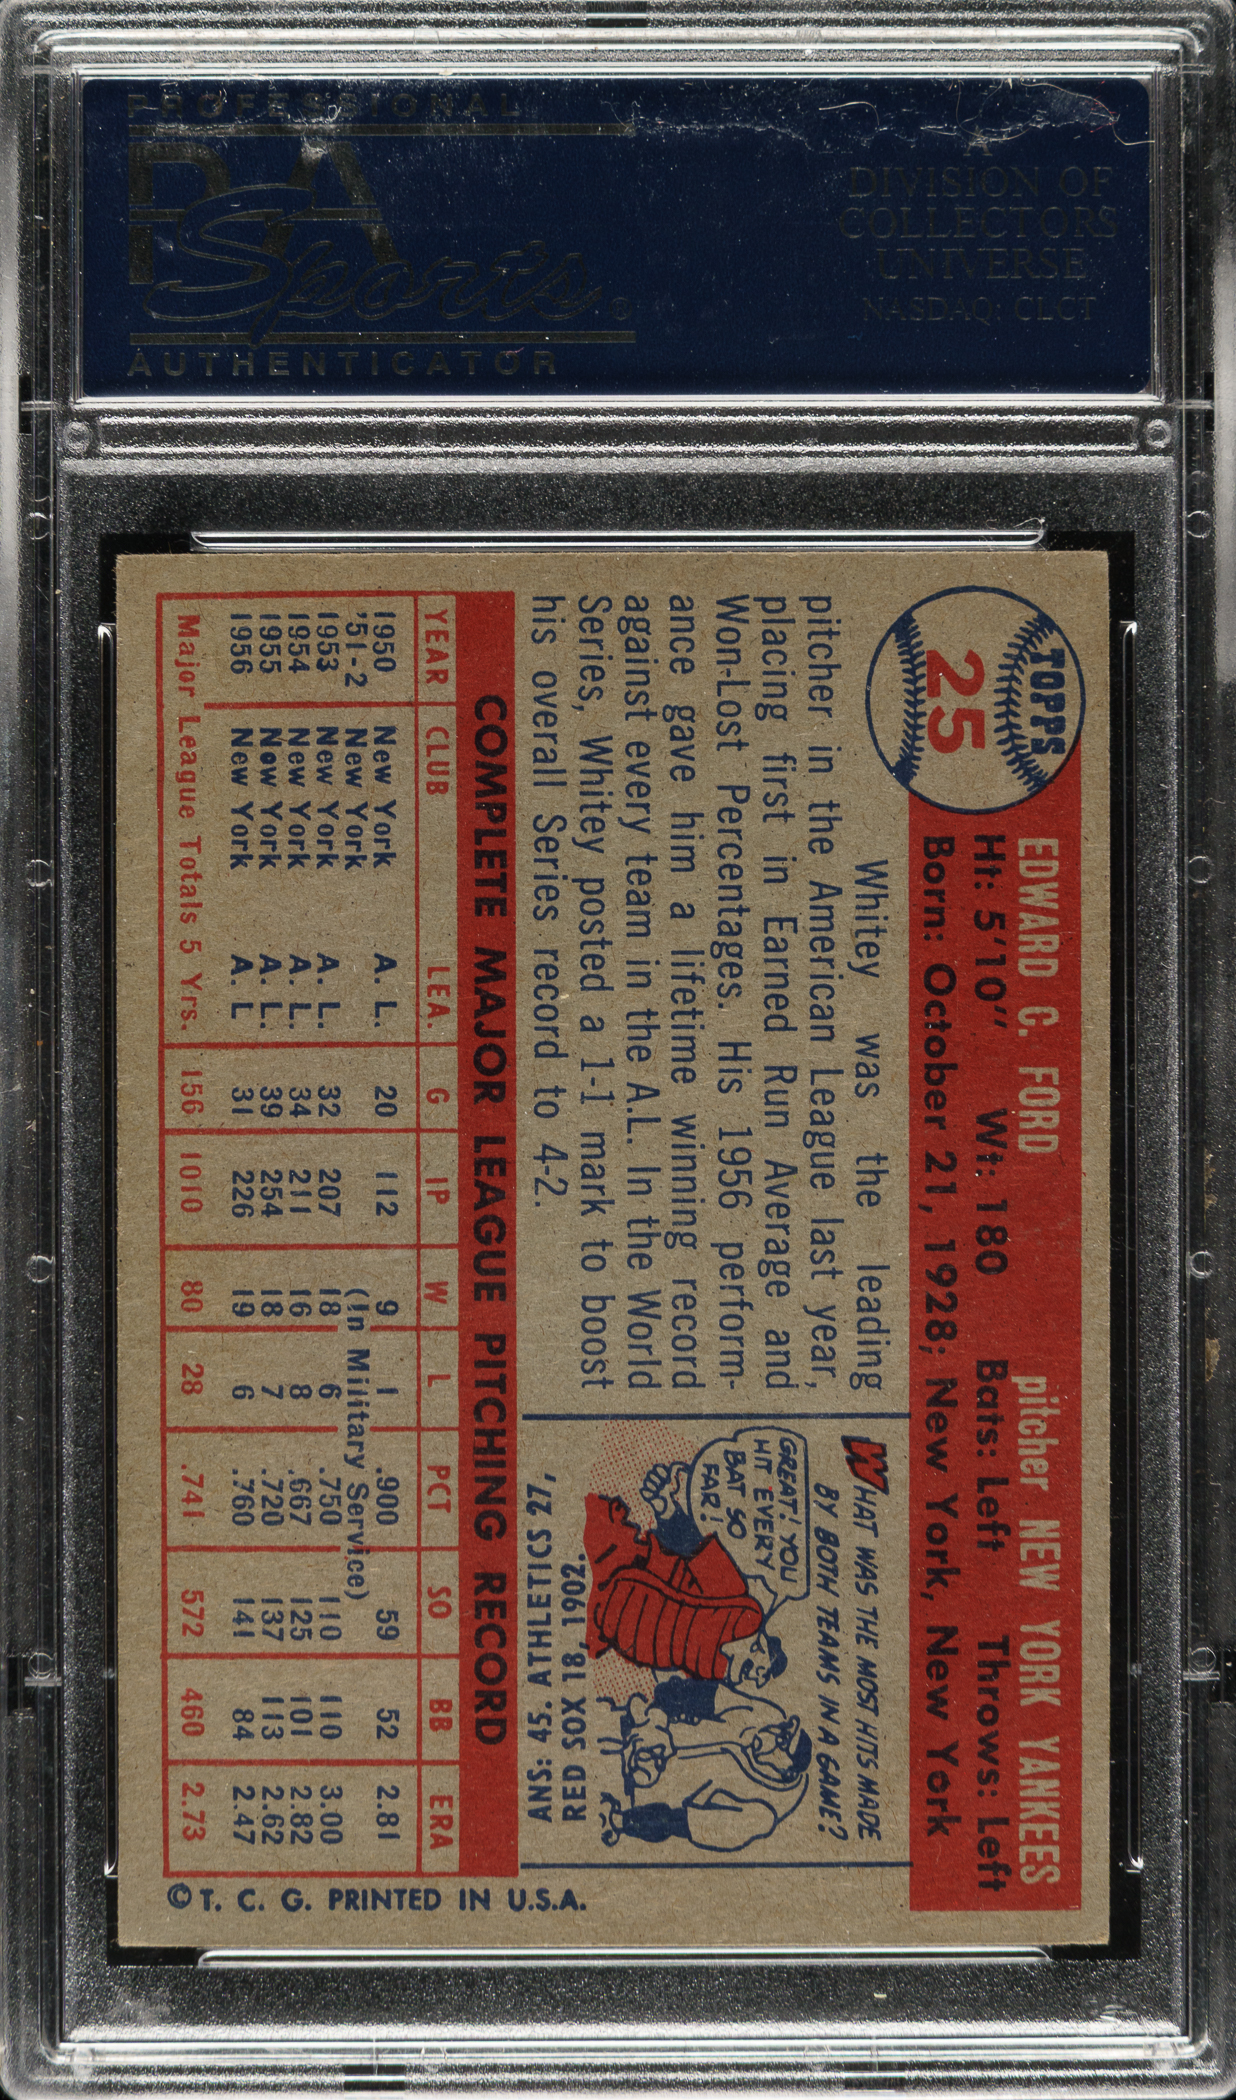 PROFESSIONAL
PSA
Sports®
AUTHENTICATOR
A
DIVISION OF
COLLECTORS
UNIVERSE
NASDAQ: CLCT
TOPPS
25
EDWARD C. FORD pitcher NEW YORK YANKEES
Ht: 5'10" Wt: 180 Bats: Left Throws: Left
Born: October 21, 1928; New York, New York
Whitey was the leading
pitcher in the American League last year,
placing first in Earned Run Average and
Won-Lost Percentages. His 1956 perform-
ance gave him a lifetime winning record
against every team in the A.L. In the World
Series, Whitey posted a 1-1 mark to boost
his overall Series record to 4-2.
WHAT WAS THE MOST HITS MADE
BY BOTH TEAMS IN A GAME?
GREAT! YOU
HIT EVERY
BAT SO
FAR!
ANS: 45. ATHLETICS 27,
RED SOX 18, 1902.
COMPLETE MAJOR LEAGUE PITCHING RECORD
YEAR CLUB LEA. G IP W L PCT SO BB ERA
1950 New York A. L. 20 112 9 1 .900 59 52 2.81
'51-2 New York (In Military Service)
1953 New York A. L. 32 207 18 6 .750 110 110 3.00
1954 New York A. L. 34 211 16 8 .667 125 101 2.82
1955 New York A. L. 39 254 18 7 .720 137 113 2.62
1956 New York A. L 31 226 19 6 .760 141 84 2.47
Major League Totals 5 Yrs. 156 1010 80 28 .741 572 460 2.73
© T. C. G. PRINTED IN U.S.A.